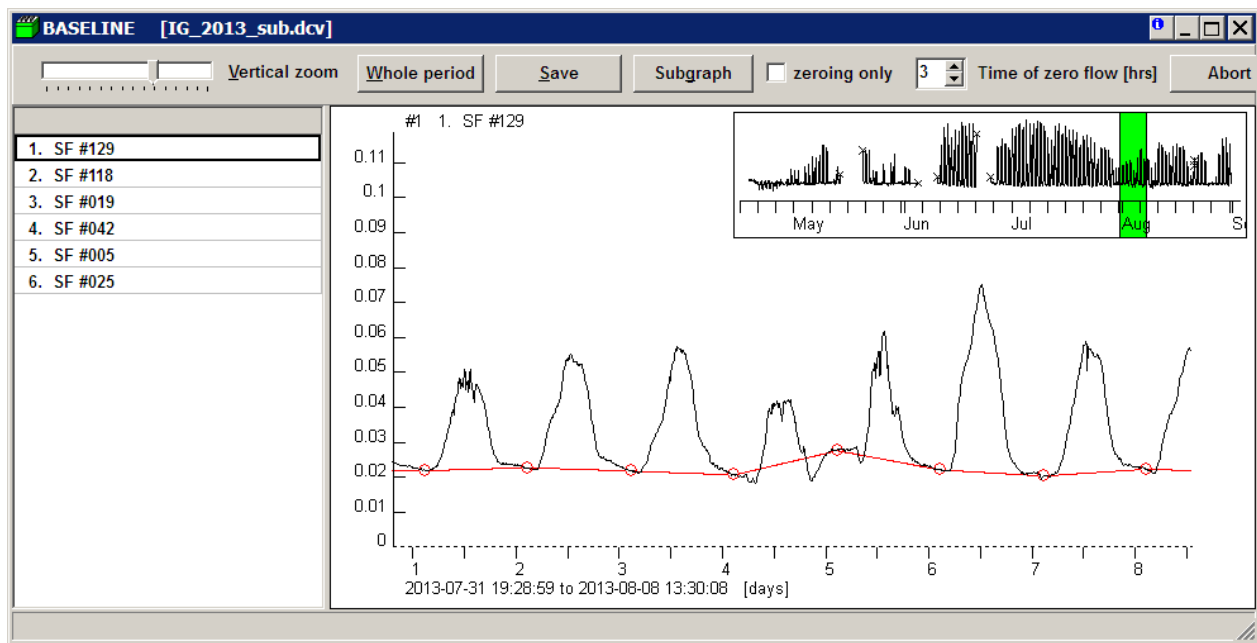 BASELINE [IG_2013_sub.dcv]
Vertical zoom Whole period Save Subgraph zeroing only 3 Time of zero flow [hrs] Abort
#1 1. SF #129
1. SF #129
2. SF #118
3. SF #019
4. SF #042
5. SF #005
6. SF #025
May Jun Jul Aug Se
0.11
0.1
0.09
0.08
0.07
0.06
0.05
0.04
0.03
0.02
0.01
0
1 2 3 4 5 6 7 8
2013-07-31 19:28:59 to 2013-08-08 13:30:08 [days]